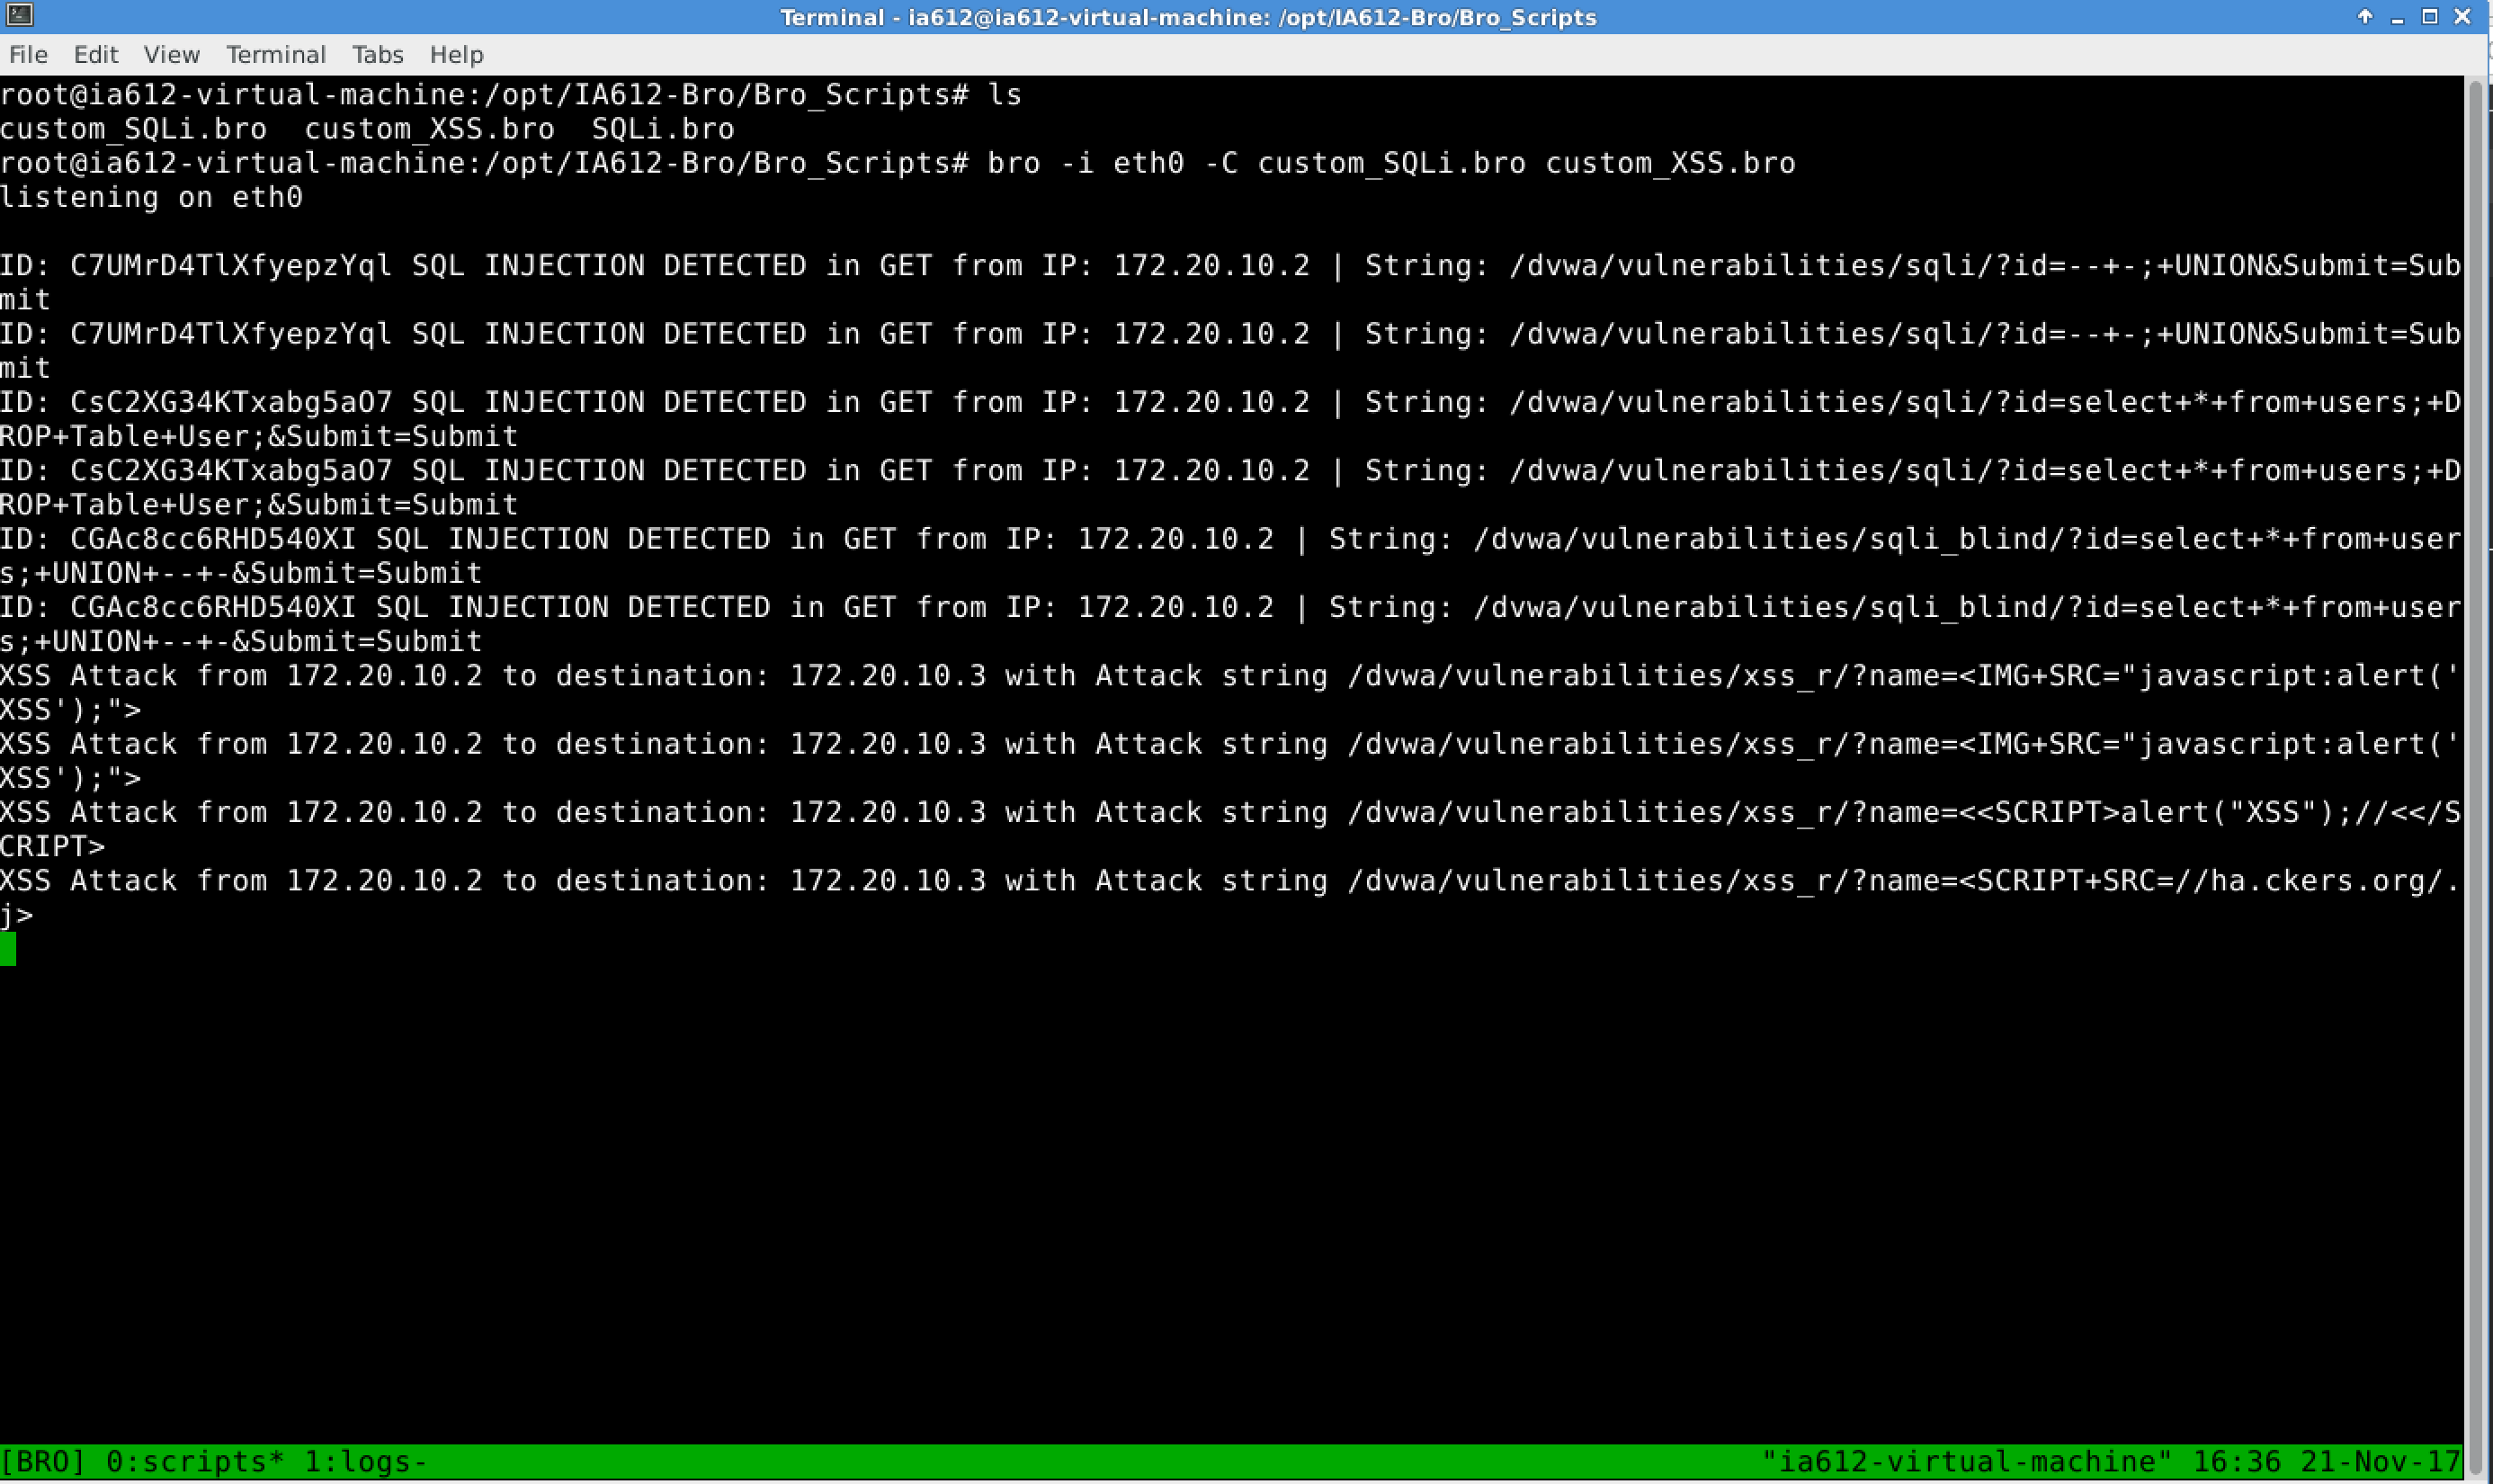 Terminal - ia612@ia612-virtual-machine: /opt/IA612-Bro/Bro_Scripts
File Edit View Terminal Tabs Help
root@ia612-virtual-machine:/opt/IA612-Bro/Bro_Scripts# ls
custom_SQLi.bro  custom_XSS.bro  SQLi.bro
root@ia612-virtual-machine:/opt/IA612-Bro/Bro_Scripts# bro -i eth0 -C custom_SQLi.bro custom_XSS.bro
listening on eth0
ID: C7UMrD4TlXfyepzYql SQL INJECTION DETECTED in GET from IP: 172.20.10.2 | String: /dvwa/vulnerabilities/sqli/?id=--+-;+UNION&Submit=Sub
mit
ID: C7UMrD4TlXfyepzYql SQL INJECTION DETECTED in GET from IP: 172.20.10.2 | String: /dvwa/vulnerabilities/sqli/?id=--+-;+UNION&Submit=Sub
mit
ID: CsC2XG34KTxabg5aO7 SQL INJECTION DETECTED in GET from IP: 172.20.10.2 | String: /dvwa/vulnerabilities/sqli/?id=select+*+from+users;+D
ROP+Table+User;&Submit=Submit
ID: CsC2XG34KTxabg5aO7 SQL INJECTION DETECTED in GET from IP: 172.20.10.2 | String: /dvwa/vulnerabilities/sqli/?id=select+*+from+users;+D
ROP+Table+User;&Submit=Submit
ID: CGAc8cc6RHD540XI SQL INJECTION DETECTED in GET from IP: 172.20.10.2 | String: /dvwa/vulnerabilities/sqli_blind/?id=select+*+from+user
s;+UNION+--+-&Submit=Submit
ID: CGAc8cc6RHD540XI SQL INJECTION DETECTED in GET from IP: 172.20.10.2 | String: /dvwa/vulnerabilities/sqli_blind/?id=select+*+from+user
s;+UNION+--+-&Submit=Submit
XSS Attack from 172.20.10.2 to destination: 172.20.10.3 with Attack string /dvwa/vulnerabilities/xss_r/?name=<IMG+SRC="javascript:alert('
XSS');">
XSS Attack from 172.20.10.2 to destination: 172.20.10.3 with Attack string /dvwa/vulnerabilities/xss_r/?name=<IMG+SRC="javascript:alert('
XSS');">
XSS Attack from 172.20.10.2 to destination: 172.20.10.3 with Attack string /dvwa/vulnerabilities/xss_r/?name=<<SCRIPT>alert("XSS");//<</S
CRIPT>
XSS Attack from 172.20.10.2 to destination: 172.20.10.3 with Attack string /dvwa/vulnerabilities/xss_r/?name=<SCRIPT+SRC=//ha.ckers.org/.
j>
[BRO] 0:scripts* 1:logs- "ia612-virtual-machine" 16:36 21-Nov-17